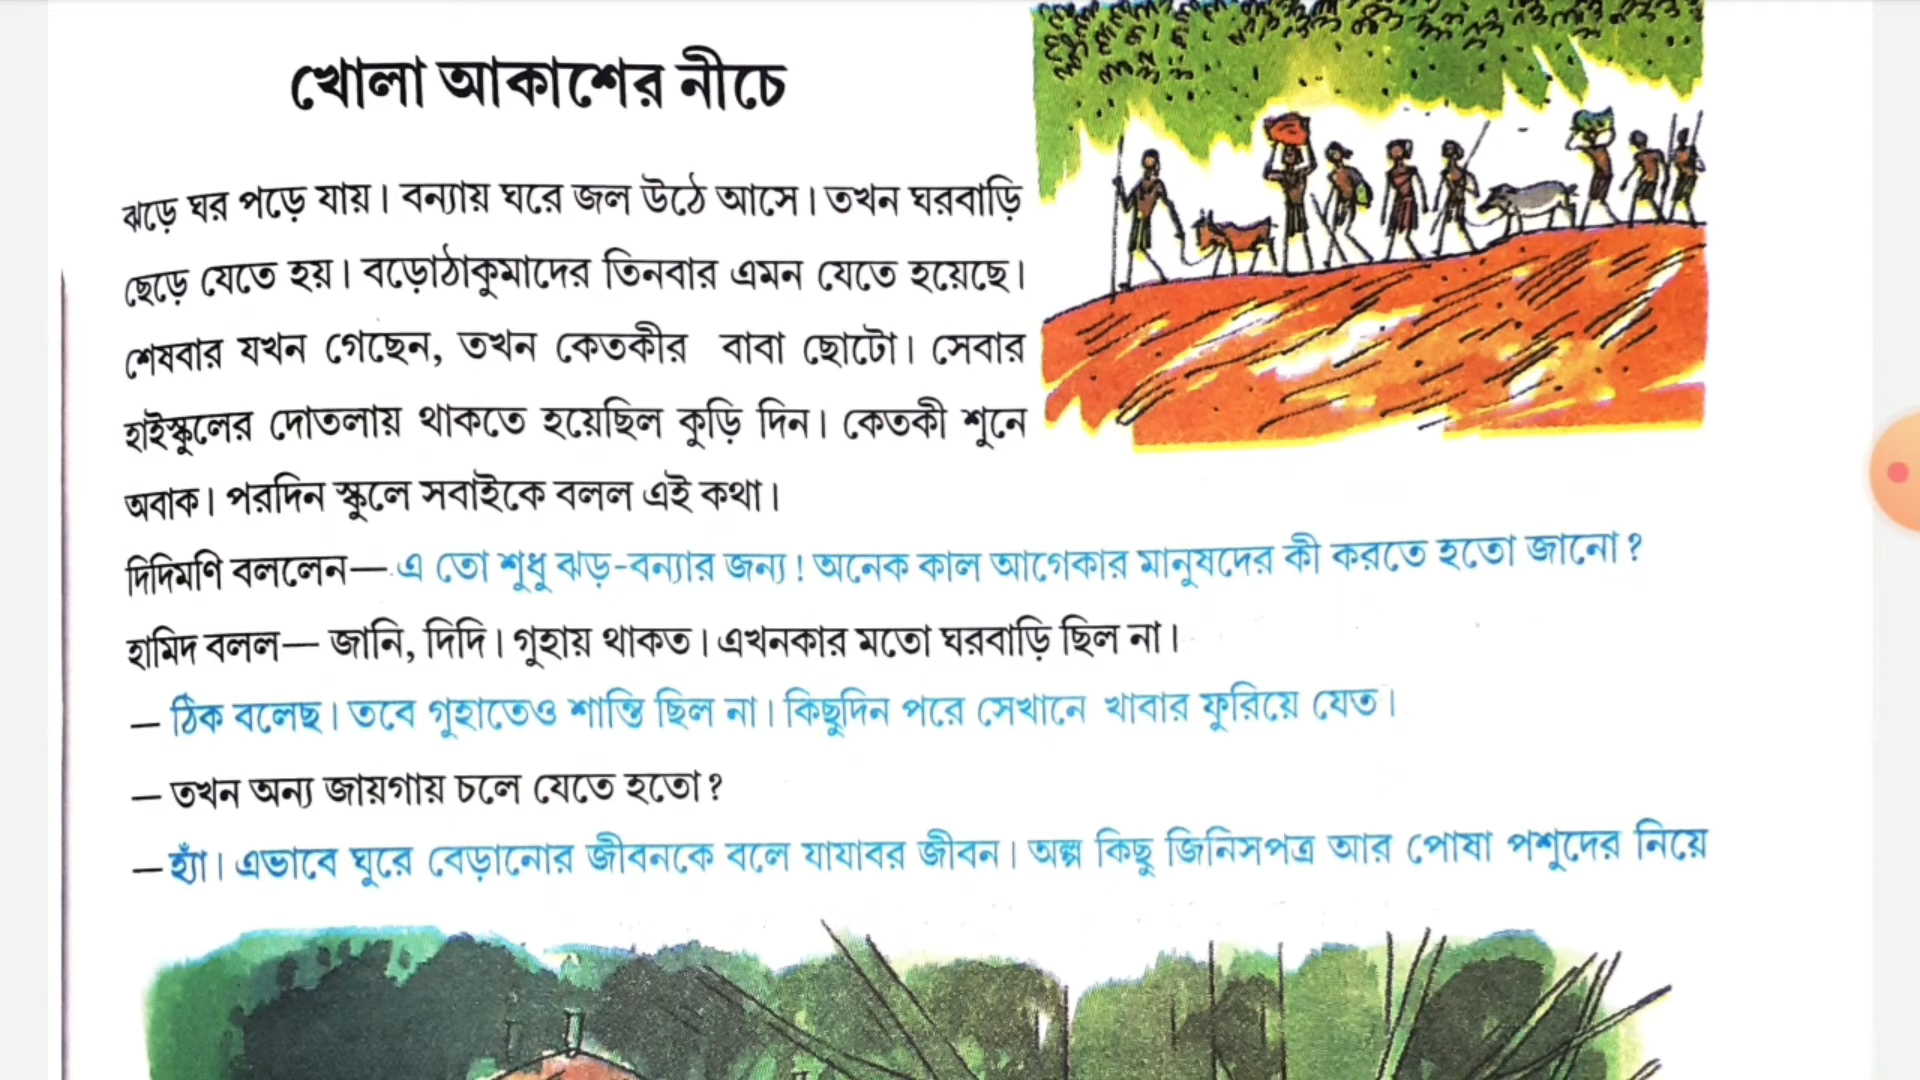 খোলা আকাশের নীচে
ঝড়ে ঘর পড়ে যায়। বন্যায় ঘরে জল উঠে আসে। তখন ঘরবাড়ি
ছেড়ে যেতে হয়। বড়োঠাকুমাদের তিনবার এমন যেতে হয়েছে।
শেষবার যখন গেছেন, তখন কেতকীর বাবা ছোটো। সেবার
হাইস্কুলের দোতলায় থাকতে হয়েছিল কুড়ি দিন। কেতকী শুনে
অবাক। পরদিন স্কুলে সবাইকে বলল এই কথা।
দিদিমণি বললেন— এ তো শুধু ঝড়-বন্যার জন্য! অনেক কাল আগেকার মানুষদের কী করতে হতো জানো?
হামিদ বলল— জানি, দিদি। গুহায় থাকত। এখনকার মতো ঘরবাড়ি ছিল না।
— ঠিক বলেছ। তবে গুহাতেও শান্তি ছিল না। কিছুদিন পরে সেখানে খাবার ফুরিয়ে যেত।
— তখন অন্য জায়গায় চলে যেতে হতো?
— হ্যাঁ। এভাবে ঘুরে বেড়ানোর জীবনকে বলে যাযাবর জীবন। অল্প কিছু জিনিসপত্র আর পোষা পশুদের নিয়ে